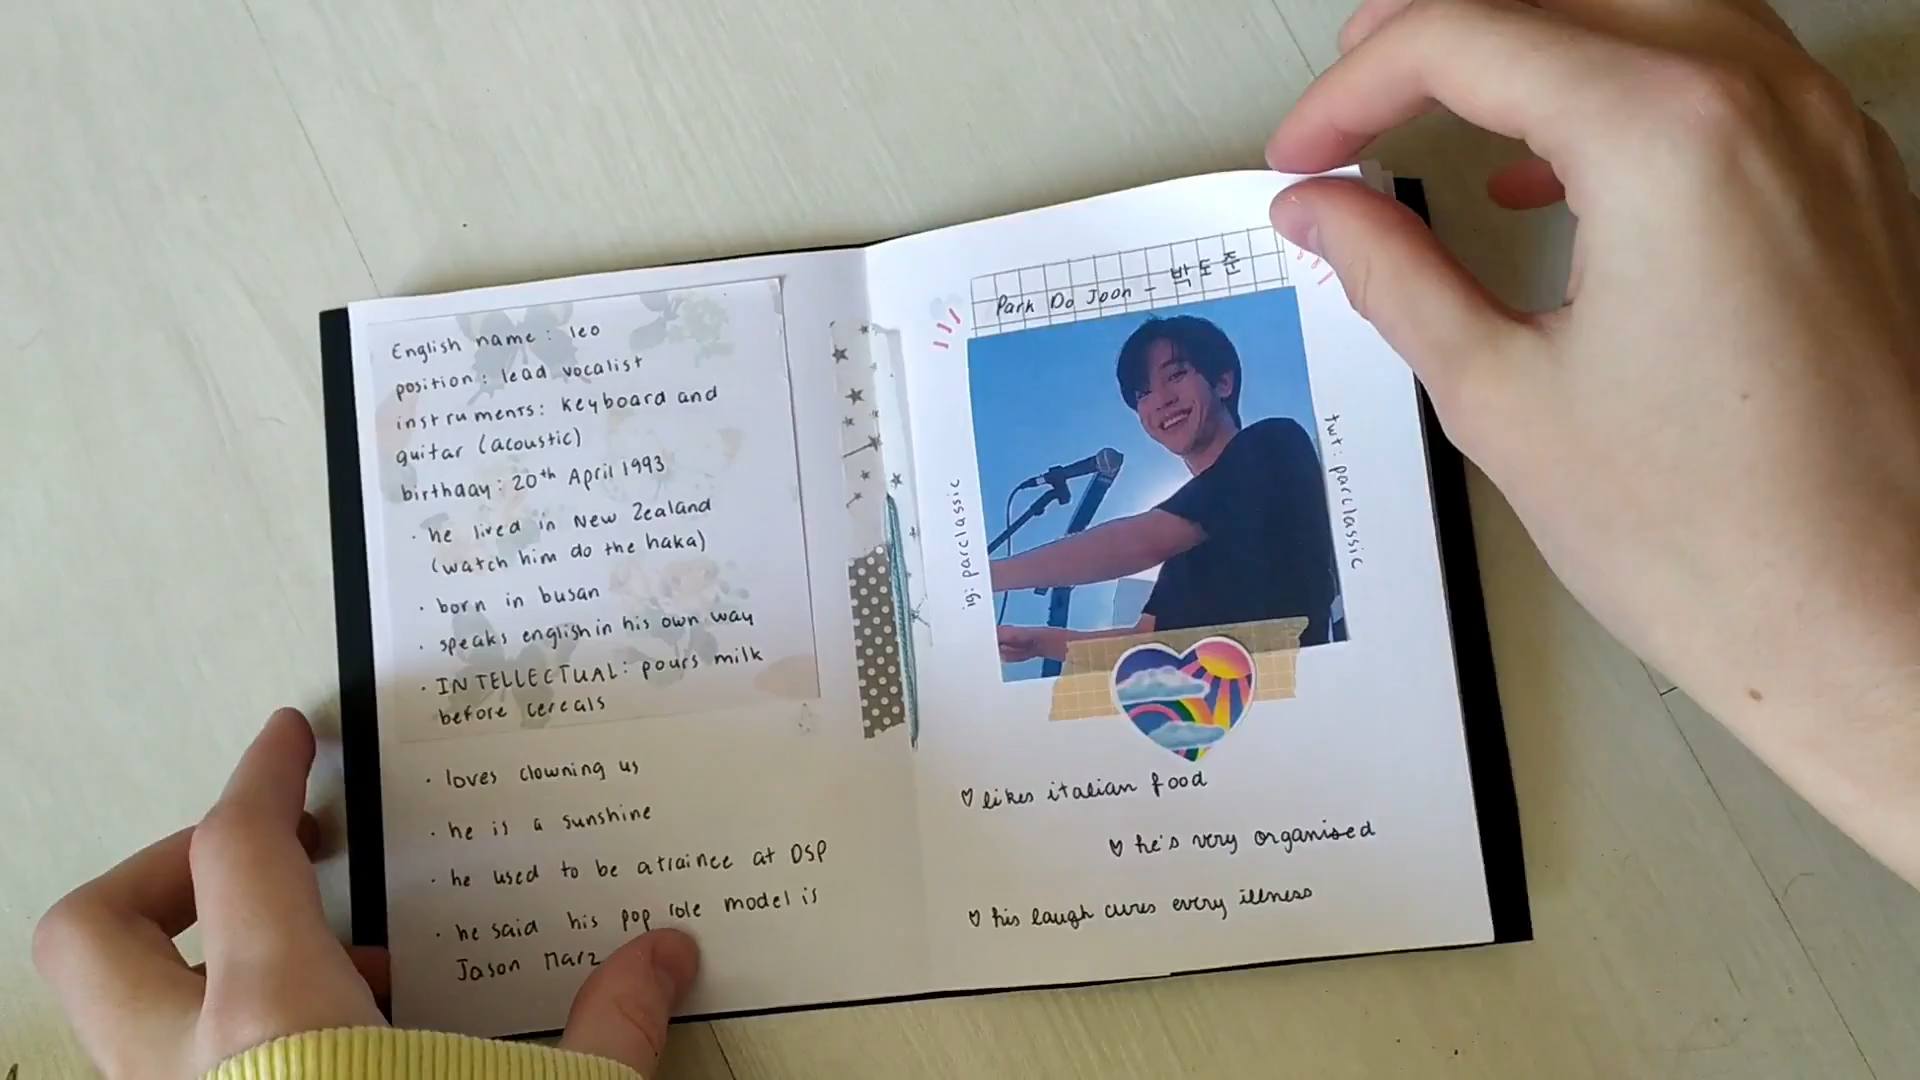 English name: leo
position: lead vocalist
instruments: keyboard and
guitar (acoustic)
birthday: 20th April 1993
· he lived in New Zealand
(watch him do the haka)
· born in busan
· speaks english in his own way
· INTELLECTUAL: pours milk
before cereals
· loves clowning us
· he is a sunshine
· he used to be a trainee at DSP
· he said his pop role model is
Jason Marz
Park Do Joon - 박도준
ig: parclassic
twt: parclassic
♡ likes italian food
♡ he's very organised
♡ his laugh cures every illness